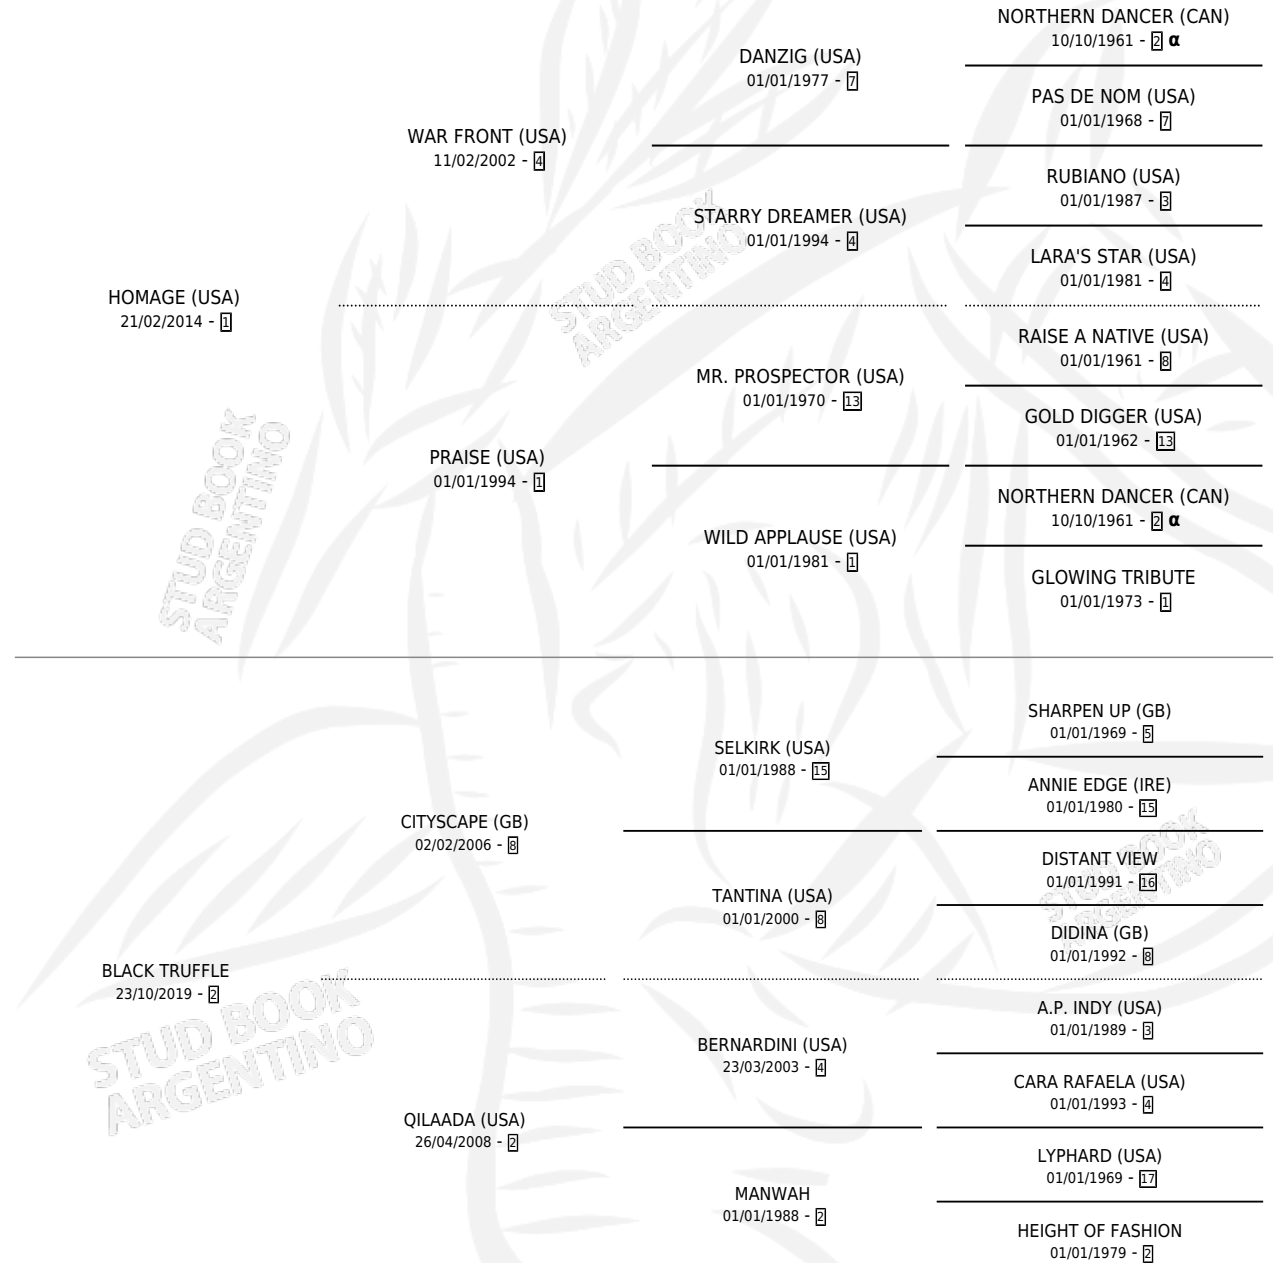 NORTHERN DANCER (CAN)
10/10/1961 - 2 α
DANZIG (USA)
01/01/1977 - 7
PAS DE NOM (USA)
01/01/1968 - 7
WAR FRONT (USA)
11/02/2002 - 4
RUBIANO (USA)
01/01/1987 - 3
STARRY DREAMER (USA)
01/01/1994 - 4
LARA'S STAR (USA)
01/01/1981 - 4
HOMAGE (USA)
21/02/2014 - 1
RAISE A NATIVE (USA)
01/01/1961 - 8
MR. PROSPECTOR (USA)
01/01/1970 - 13
GOLD DIGGER (USA)
01/01/1962 - 13
PRAISE (USA)
01/01/1994 - 1
NORTHERN DANCER (CAN)
10/10/1961 - 2 α
WILD APPLAUSE (USA)
01/01/1981 - 1
GLOWING TRIBUTE
01/01/1973 - 1
SHARPEN UP (GB)
01/01/1969 - 5
SELKIRK (USA)
01/01/1988 - 15
ANNIE EDGE (IRE)
01/01/1980 - 15
CITYSCAPE (GB)
02/02/2006 - 8
DISTANT VIEW
01/01/1991 - 16
TANTINA (USA)
01/01/2000 - 8
DIDINA (GB)
01/01/1992 - 8
BLACK TRUFFLE
23/10/2019 - 2
A.P. INDY (USA)
01/01/1989 - 3
BERNARDINI (USA)
23/03/2003 - 4
CARA RAFAELA (USA)
01/01/1993 - 4
QILAADA (USA)
26/04/2008 - 2
LYPHARD (USA)
01/01/1969 - 17
MANWAH
01/01/1988 - 2
HEIGHT OF FASHION
01/01/1979 - 2
STUD BOOK
ARGENTINO
STUD BOOK
ARGENTINO
STUD BOOK
ARGENTINO
STUD BOOK
ARGENTINO